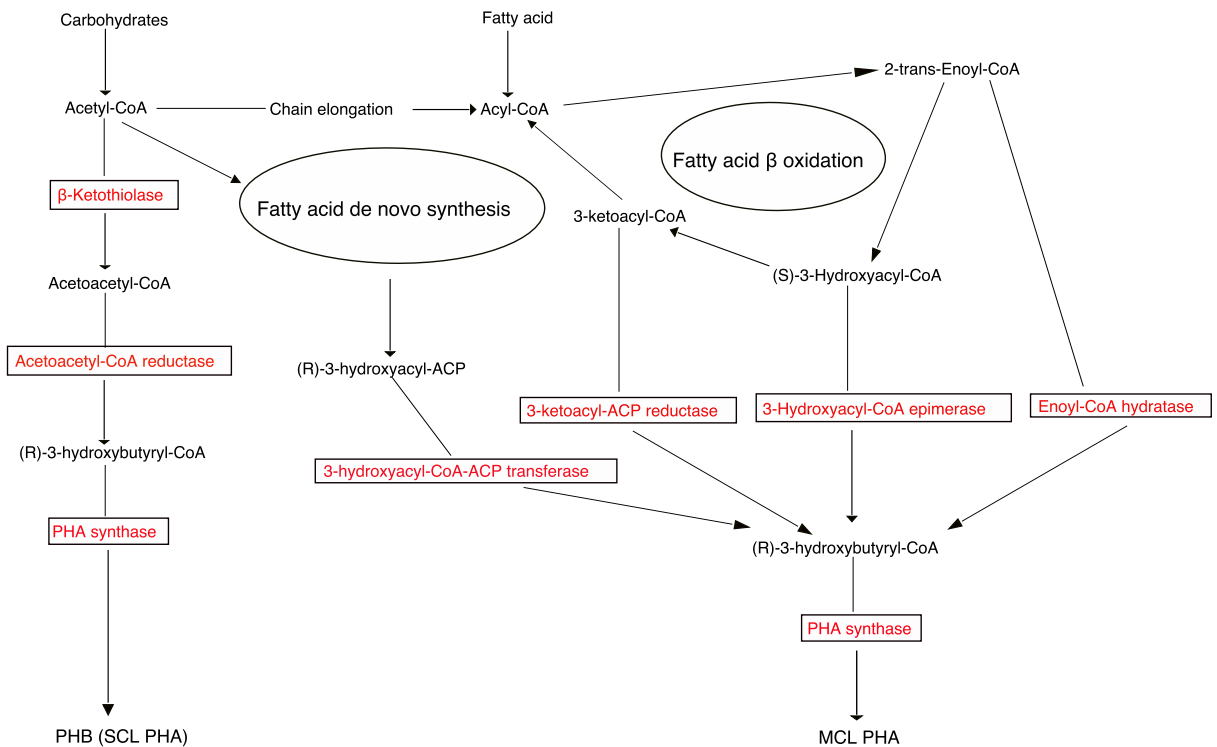 Carbohydrates
Fatty acid
2-trans-Enoyl-CoA
Acetyl-CoA
Chain elongation
Acyl-CoA
Fatty acid β oxidation
β-Ketothiolase
Fatty acid de novo synthesis
3-ketoacyl-CoA
(S)-3-Hydroxyacyl-CoA
Acetoacetyl-CoA
Acetoacetyl-CoA reductase
(R)-3-hydroxyacyl-ACP
3-ketoacyl-ACP reductase
3-Hydroxyacyl-CoA epimerase
Enoyl-CoA hydratase
(R)-3-hydroxybutyryl-CoA
3-hydroxyacyl-CoA-ACP transferase
PHA synthase
(R)-3-hydroxybutyryl-CoA
PHA synthase
PHB (SCL PHA)
MCL PHA